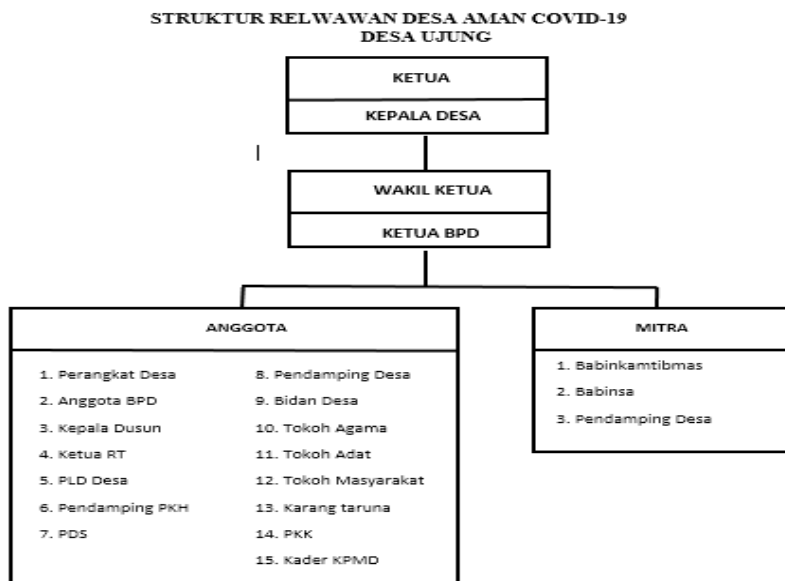 STRUKTUR RELWAWAN DESA AMAN COVID-19
DESA UJUNG
KETUA
KEPALA DESA
WAKIL KETUA
KETUA BPD
ANGGOTA
1. Perangkat Desa
2. Anggota BPD
3. Kepala Dusun
4. Ketua RT
5. PLD Desa
6. Pendamping PKH
7. PDS
8. Pendamping Desa
9. Bidan Desa
10. Tokoh Agama
11. Tokoh Adat
12. Tokoh Masyarakat
13. Karang taruna
14. PKK
15. Kader KPMD
MITRA
1. Babinkamtibmas
2. Babinsa
3. Pendamping Desa